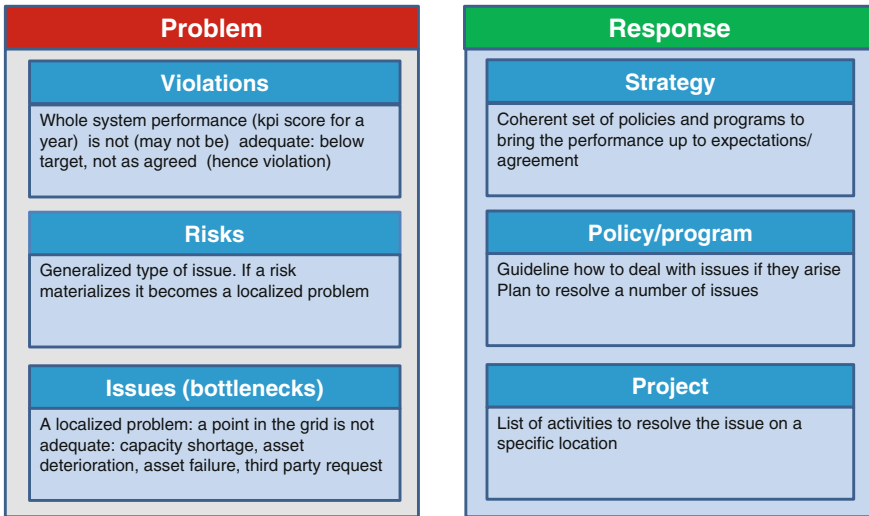 Problem
Violations
Whole system performance (kpi score for a
year)  is not (may not be)  adequate: below
target, not as agreed  (hence violation)
Risks
Generalized type of issue. If a risk
materializes it becomes a localized problem
Issues (bottlenecks)
A localized problem: a point in the grid is not
adequate: capacity shortage, asset
deterioration, asset failure, third party request
Response
Strategy
Coherent set of policies and programs to
bring the performance up to expectations/
agreement
Policy/program
Guideline how to deal with issues if they arise
Plan to resolve a number of issues
Project
List of activities to resolve the issue on a
specific location